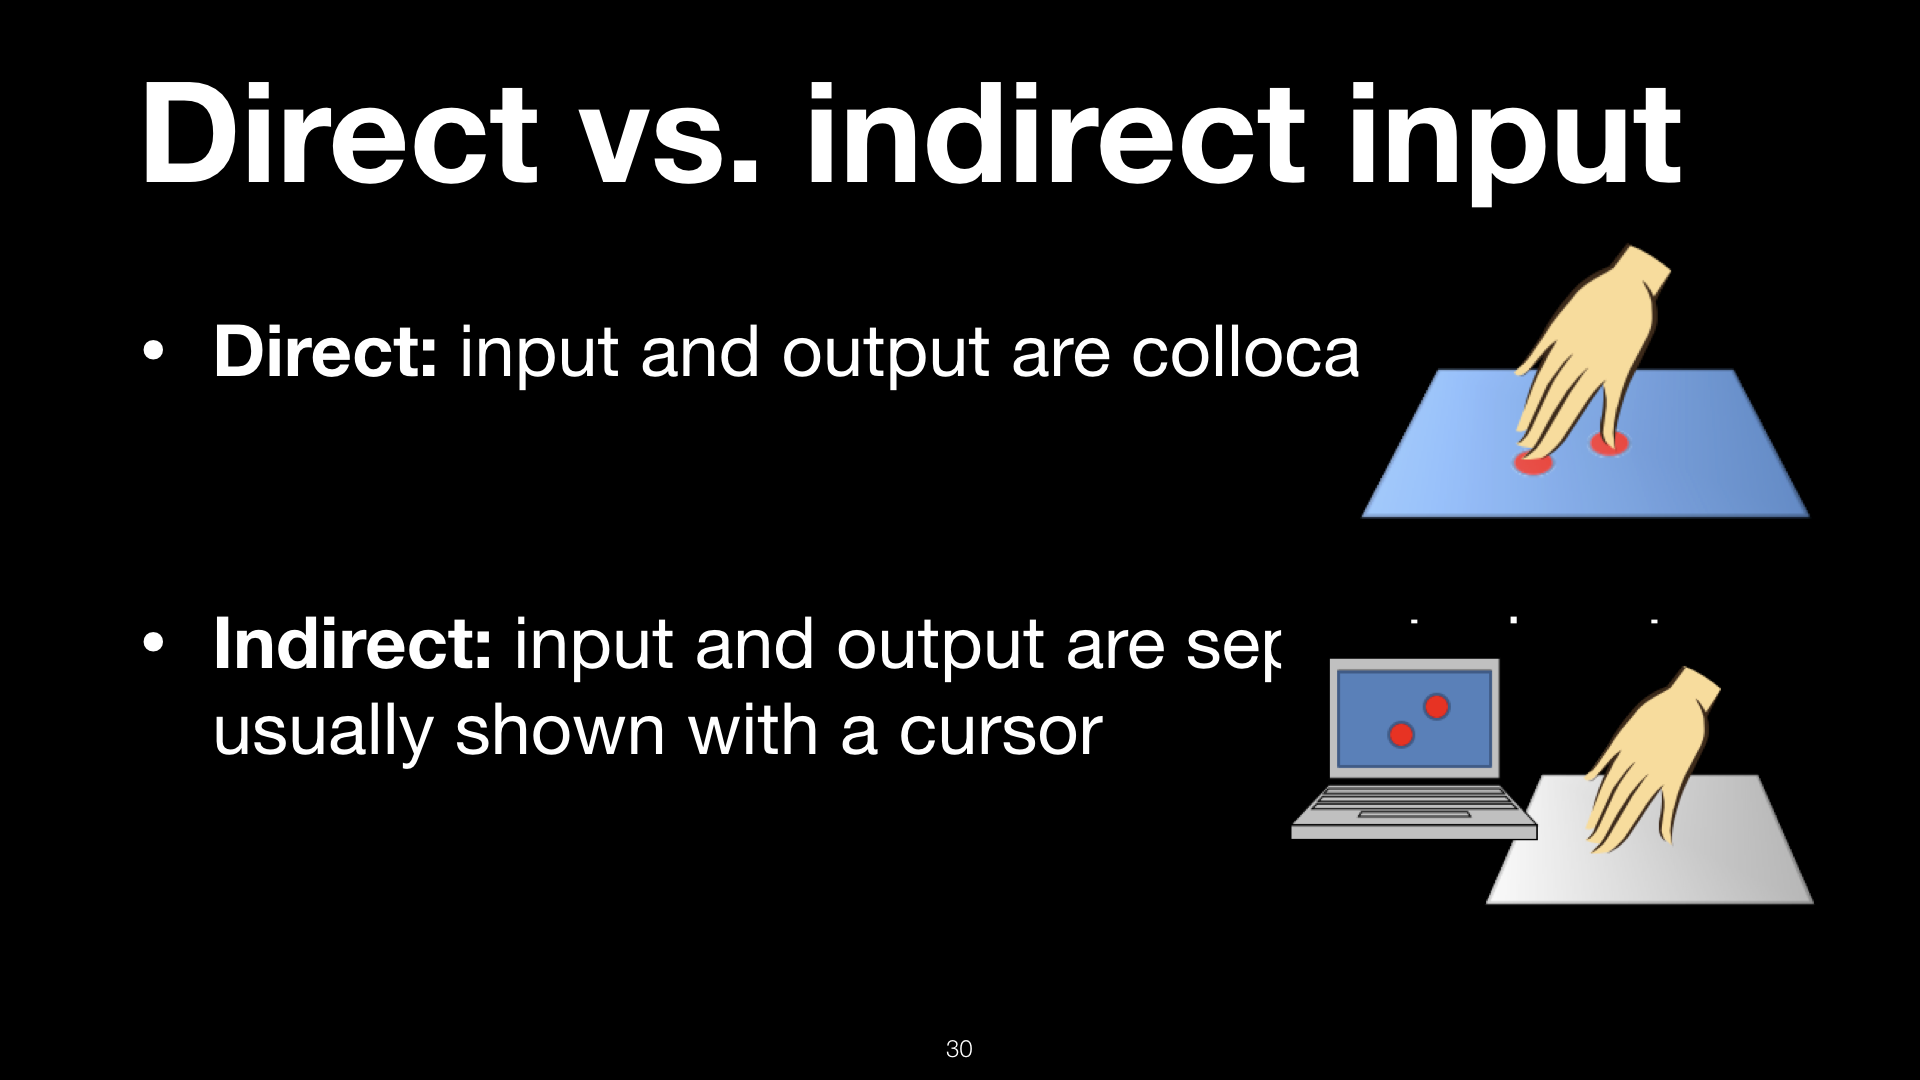 Direct vs. indirect input
• Direct: input and output are colloca
• Indirect: input and output are sep
usually shown with a cursor
30